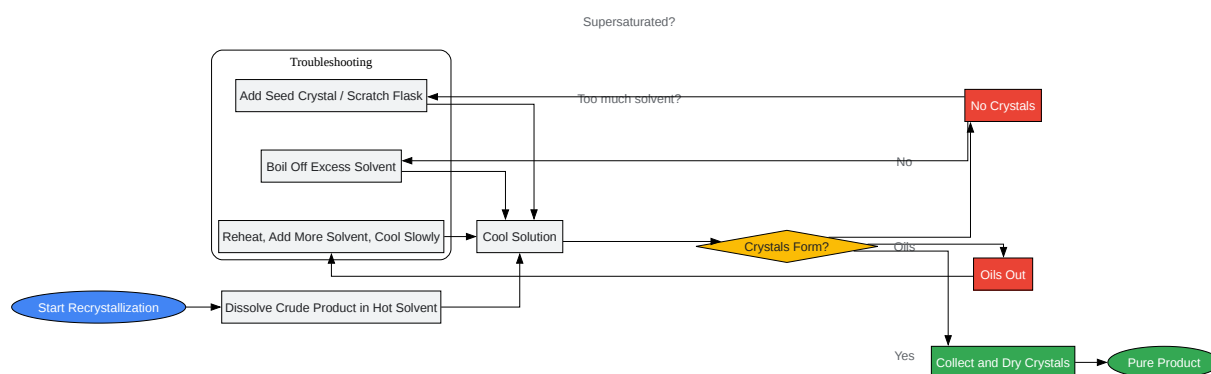 Supersaturated?
Troubleshooting
Add Seed Crystal / Scratch Flask
Too much solvent?
No Crystals
Boil Off Excess Solvent
No
Reheat, Add More Solvent, Cool Slowly
Cool Solution
Crystals Form?
Oils
Oils Out
Start Recrystallization
Dissolve Crude Product in Hot Solvent
Yes
Collect and Dry Crystals
Pure Product